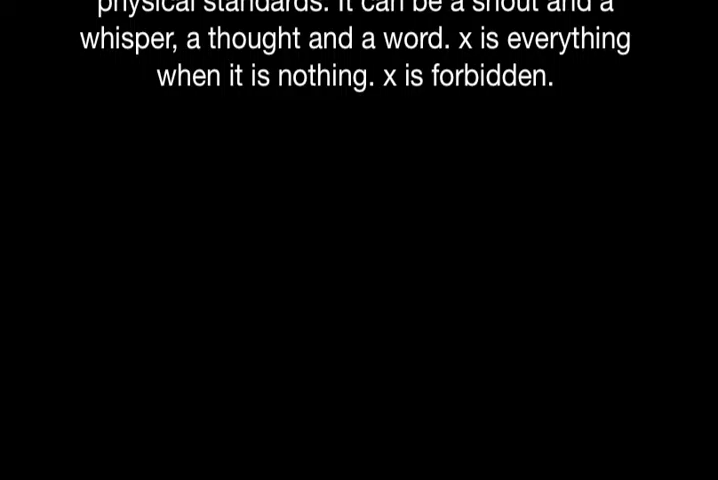 physical standards. It can be a shout and a
whisper, a thought and a word. x is everything
when it is nothing. x is forbidden.